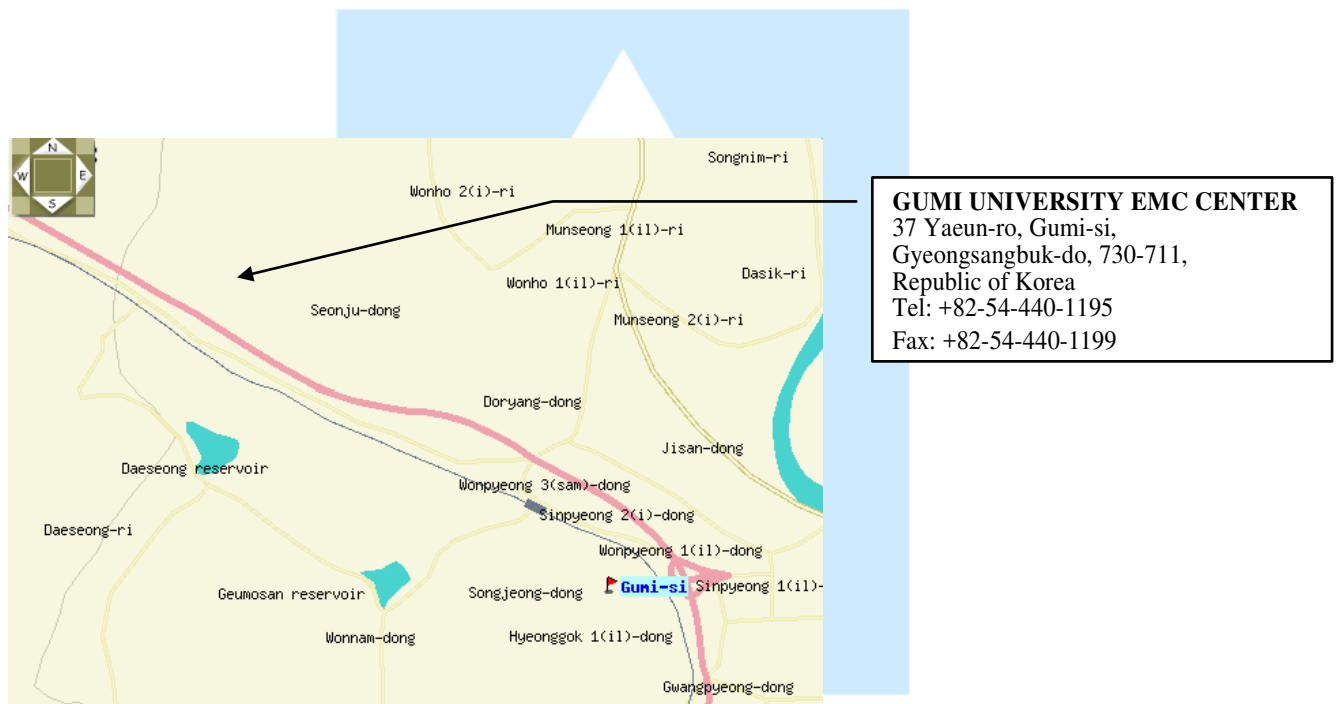 N
W
E
S
Songnim-ri
Wonho 2(i)-ri
Munseong 1(il)-ri
Dasik-ri
Wonho 1(il)-ri
Seonju-dong
Munseong 2(i)-ri
Doryang-dong
Jisan-dong
Daeseong reservoir
Wonpyeong 3(sam)-dong
Sinpyeong 2(i)-dong
Daeseong-ri
Wonpyeong 1(il)-dong
Geumosan reservoir
Songjeong-dong
Gumi-si
Sinpyeong 1(il)-
Wonnam-dong
Hyeonggok 1(il)-dong
Gwangpyeong-dong
GUMI UNIVERSITY EMC CENTER
37 Yaeun-ro, Gumi-si,
Gyeongsangbuk-do, 730-711,
Republic of Korea
Tel: +82-54-440-1195
Fax: +82-54-440-1199